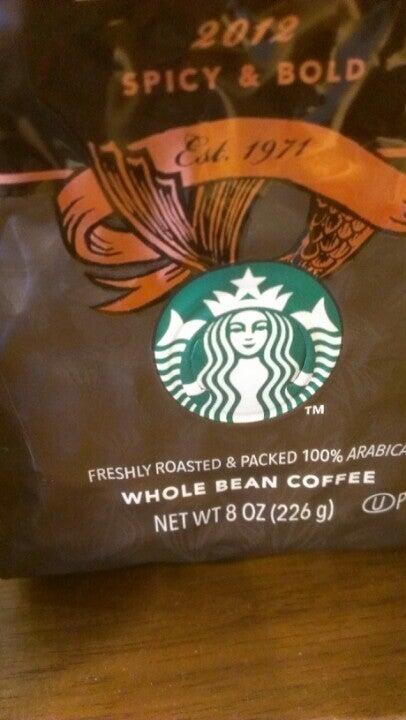 2012
SPICY & BOLD
Est. 1971
TM
FRESHLY ROASTED & PACKED 100% ARABICA
WHOLE BEAN COFFEE
NET WT 8 OZ (226 g)
U P